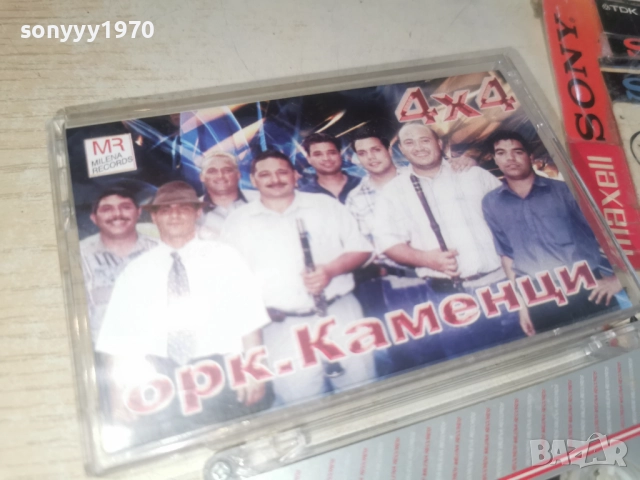 sonyyy1970
4x4
MR
MILENA
RECORDS
орк.Каменци
TDK
SONY
maxell
BAZAR